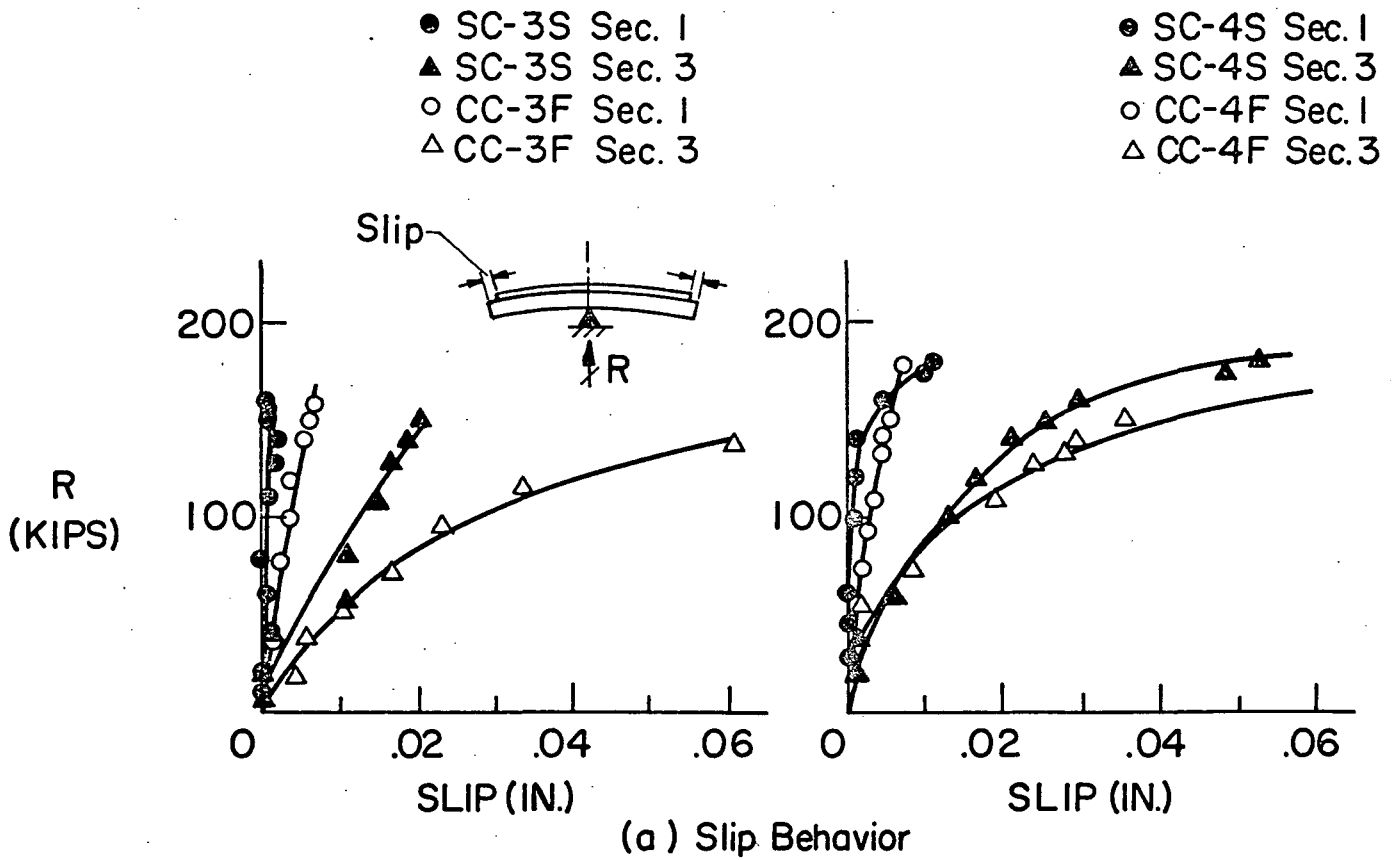 SC-3S Sec. 1
SC-3S Sec. 3
CC-3F Sec. 1
CC-3F Sec. 3
SC-4S Sec. 1
SC-4S Sec. 3
CC-4F Sec. 1
CC-4F Sec. 3
Slip
R
200
100
R
(KIPS)
0 .02 .04 .06
SLIP (IN.)
200
100
0 .02 .04 .06
SLIP (IN.)
(a) Slip Behavior